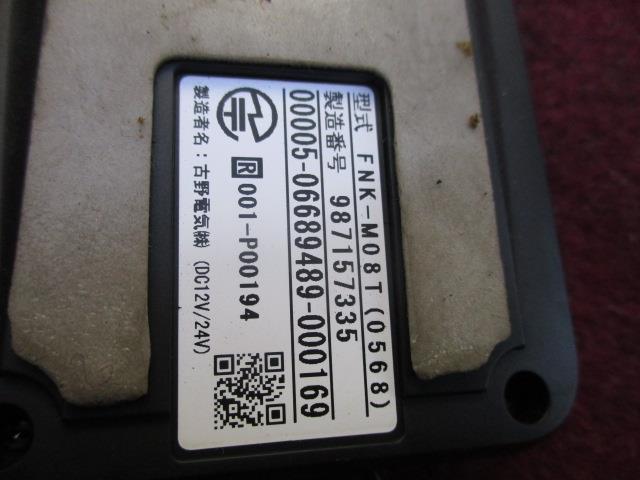 型式 FNK-M08T(0568)
製造番号 987157335
00005-06689489-000169
R 001-P00194
製造者名:古野電気㈱ (DC12V/24V)